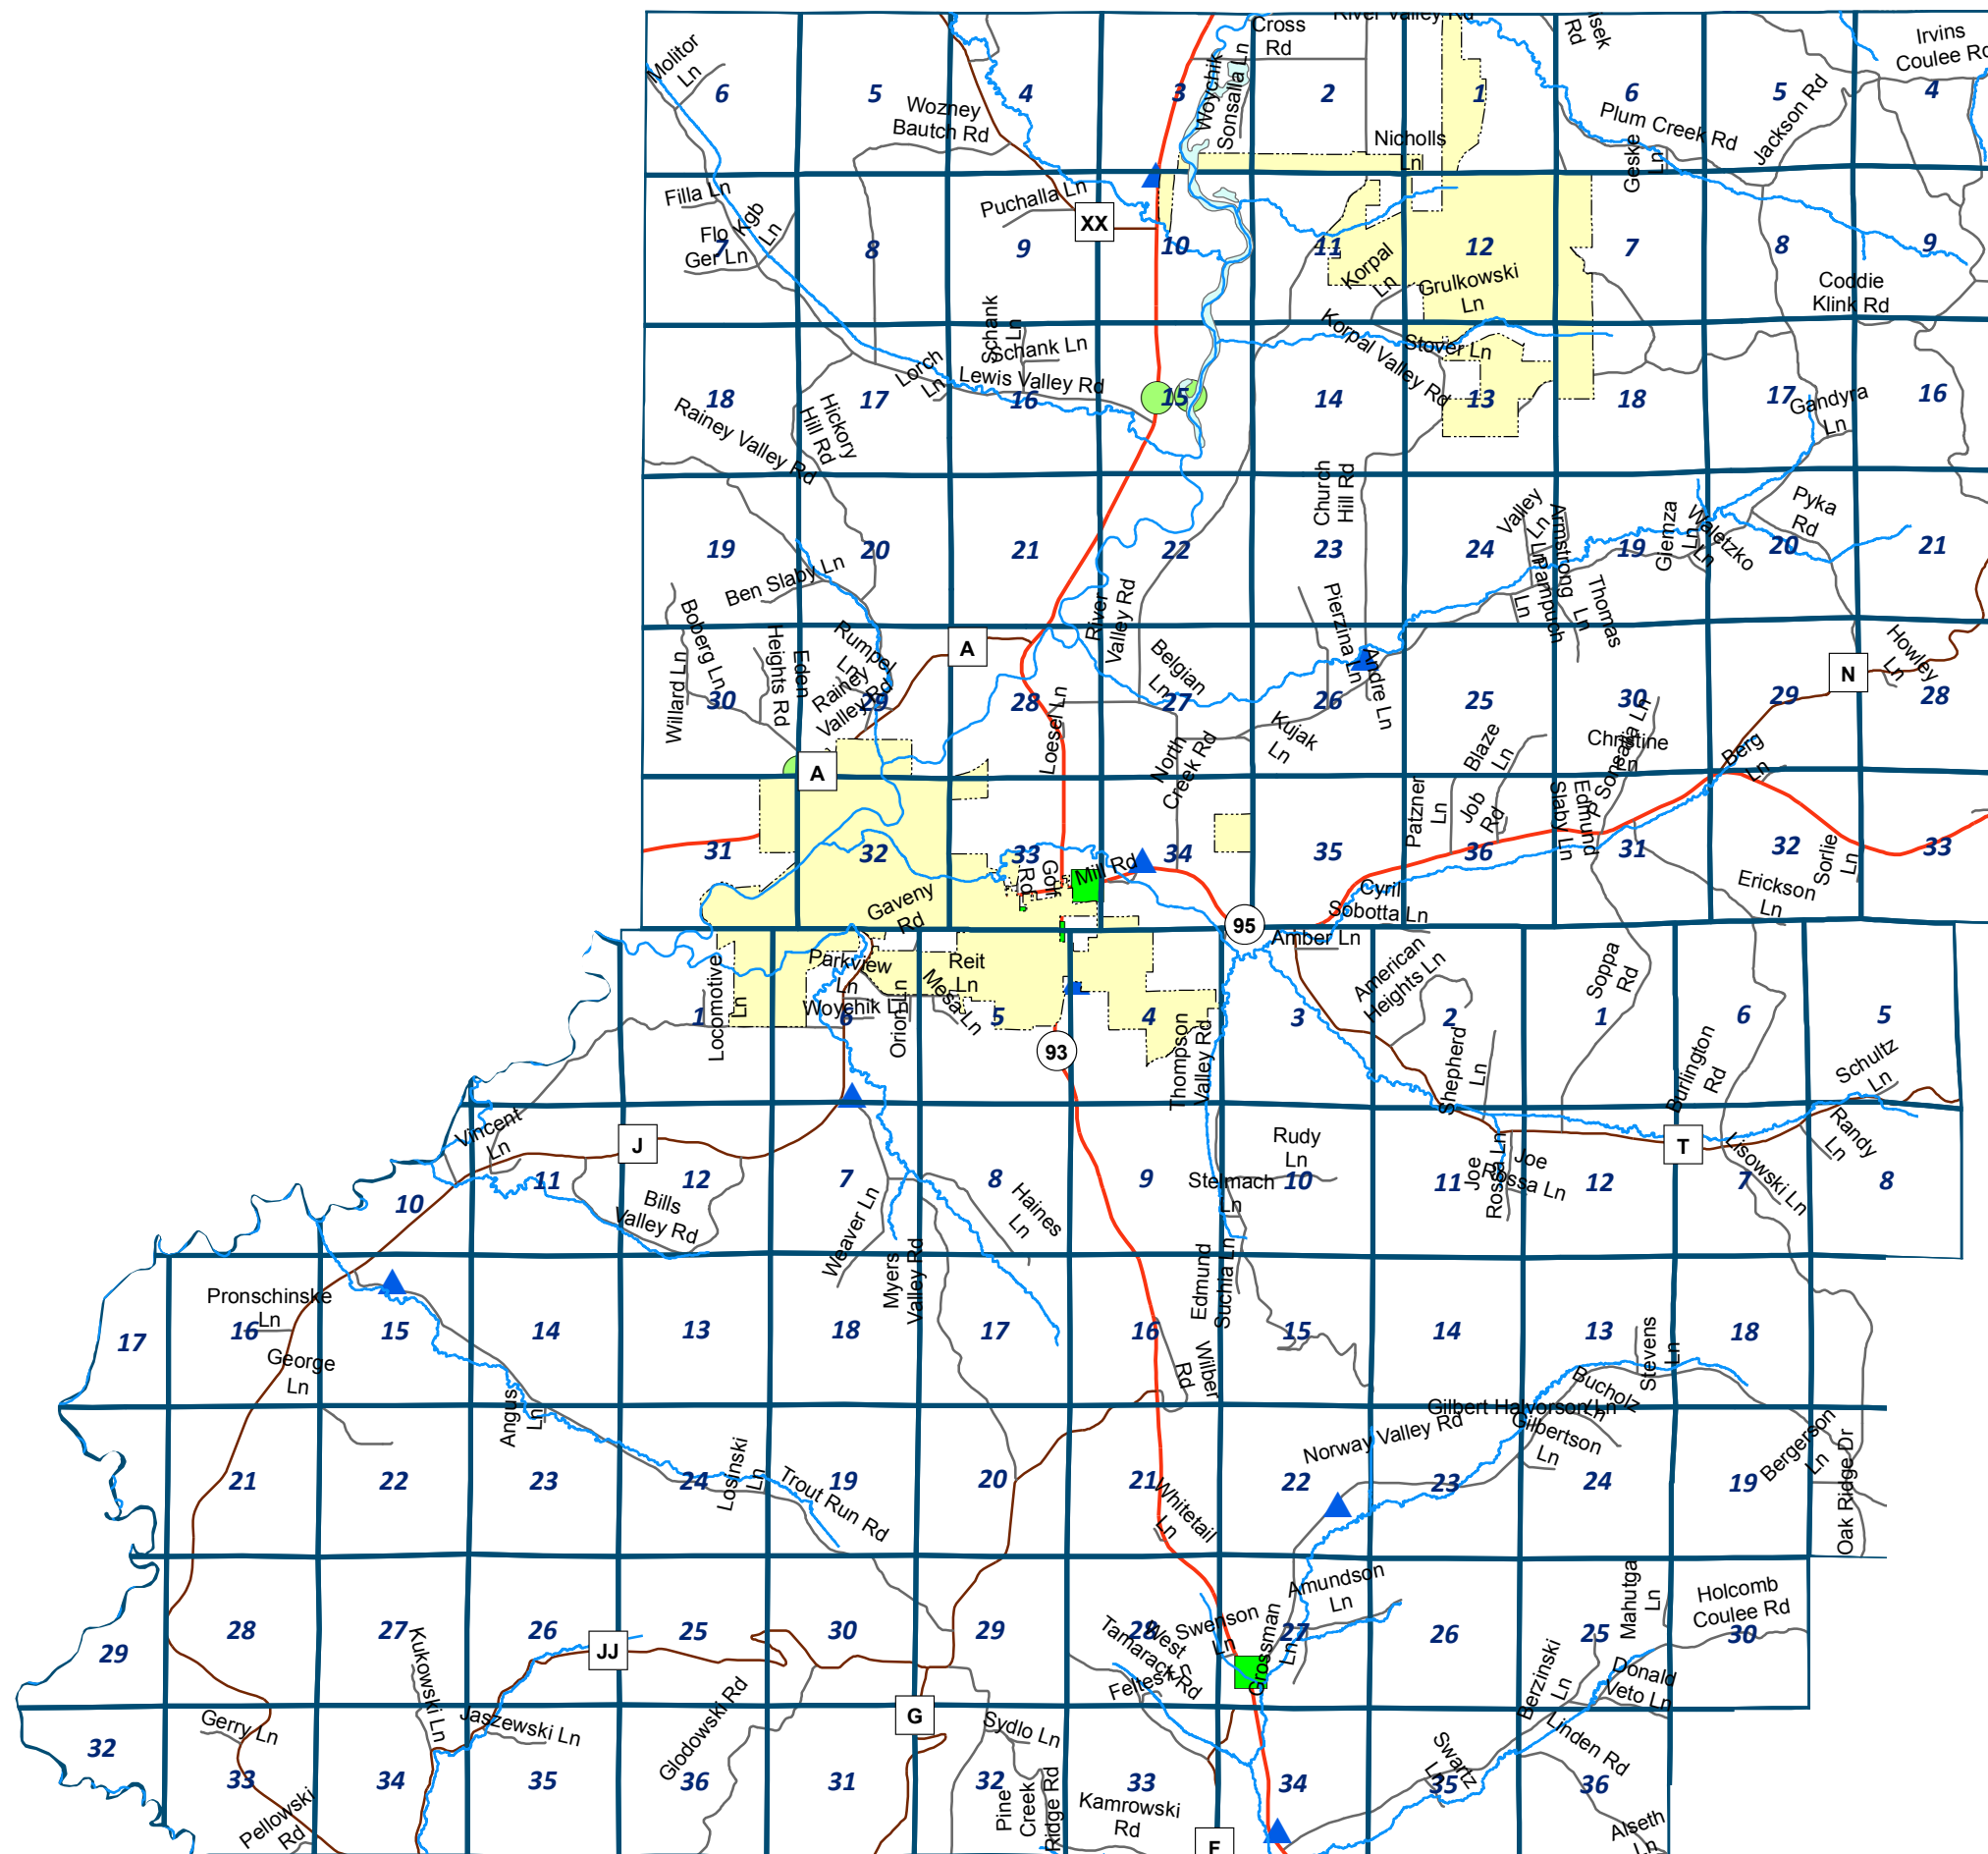 Molitor
Ln
Cross
Rd
River Valley Rd
Irvins
Coulee Rd
6
5
4
3
2
1
6
5
4
Wozney
Bautch Rd
Woychik
Sonsalla Ln
Nicholls
Ln
Plum Creek Rd
Geske
Ln
Jackson Rd
Filla Ln
Kgb
Ln
Flo
Ger Ln
Puchalla Ln
XX
7
8
9
10
11
12
7
8
9
Korpal
Ln
Grulkowski
Ln
Coddie
Klink Rd
Schank
Ln
Schank Ln
Lorch
Ln
Lewis Valley Rd
Korpal Valley Rd
Stover Ln
18
17
16
15
14
13
18
17
16
Gandyra
Ln
Rainey Valley Rd
Hickory
Hill Rd
Church
Hill Rd
Valley
Ln
Armstrong
Ln
Giemza
Ln
Waletzko
Ln
Pyka
Rd
19
20
21
22
23
24
19
20
21
Ben Slaby Ln
Boberg Ln
Willard Ln
Eden
Heights Rd
Rumpel
Ln
Rainey
Valley Rd
A
River
Valley Rd
Belgian
Ln
Pierzina Ln
Andre Ln
Pampuch
Ln
Thomas
Ln
Howley
Ln
N
30
29
28
27
26
25
30
29
28
Loesel Ln
North
Creek Rd
Kujak
Ln
Blaze
Ln
Christine
Ln
P Sonsalla Ln
Berg
Ln
A
Patzner
Ln
Job
Rd
Edmund
Slaby Ln
31
32
33
34
35
36
31
32
33
Golf
Rd
Mill Rd
Gaveny
Rd
95
Cyril
Sobotta Ln
Erickson
Ln
Sorlie
Ln
Amber Ln
Locomotive
Ln
Parkview
Ln
Woychik Ln
Orion Ln
Mesa Ln
Reit
Ln
American
Heights Ln
Soppa
Rd
1
6
5
4
3
2
1
6
5
93
Thompson
Valley Rd
Shepherd
Ln
Burlington
Rd
Schultz
Ln
Vincent
Ln
J
T
Randy
Ln
Rudy
Ln
Stelmach
Ln
Joe
Rossa Ln
Joe
Rossa Ln
Lisowski Ln
10
11
12
7
8
9
10
11
12
7
8
Bills
Valley Rd
Weaver Ln
Myers
Valley Rd
Haines
Ln
Edmund
Suchla Ln
Pronschinske
Ln
17
16
15
14
13
18
17
16
15
14
13
18
George
Ln
Angus
Ln
Wilber
Rd
Stevens
Ln
Bucholz
Ln
Gilbert Halvorson Ln
Gilbertson
Ln
Norway Valley Rd
Bergerson
Ln
Oak Ridge Dr
21
22
23
24
19
20
21
22
23
24
19
Losinski
Ln
Trout Run Rd
Whitetail
Ln
Amundson
Ln
Mahutga
Ln
Holcomb
Coulee Rd
29
28
27
26
25
30
29
28
27
26
25
30
Kukowski Ln
JJ
West
Tamarack Rd
Swenson
Ln
Feltes Ln
Grossman
Ln
Berzinski
Ln
Donald
Veto Ln
Linden Rd
Gerry Ln
Jaszewski Ln
Glodowski Rd
G
Sydlo Ln
Swartz
Ln
32
33
34
35
36
31
32
33
34
35
36
Pellowski
Rd
Pine
Creek
Ridge Rd
Kamrowski
Rd
F
Alseth
Ln